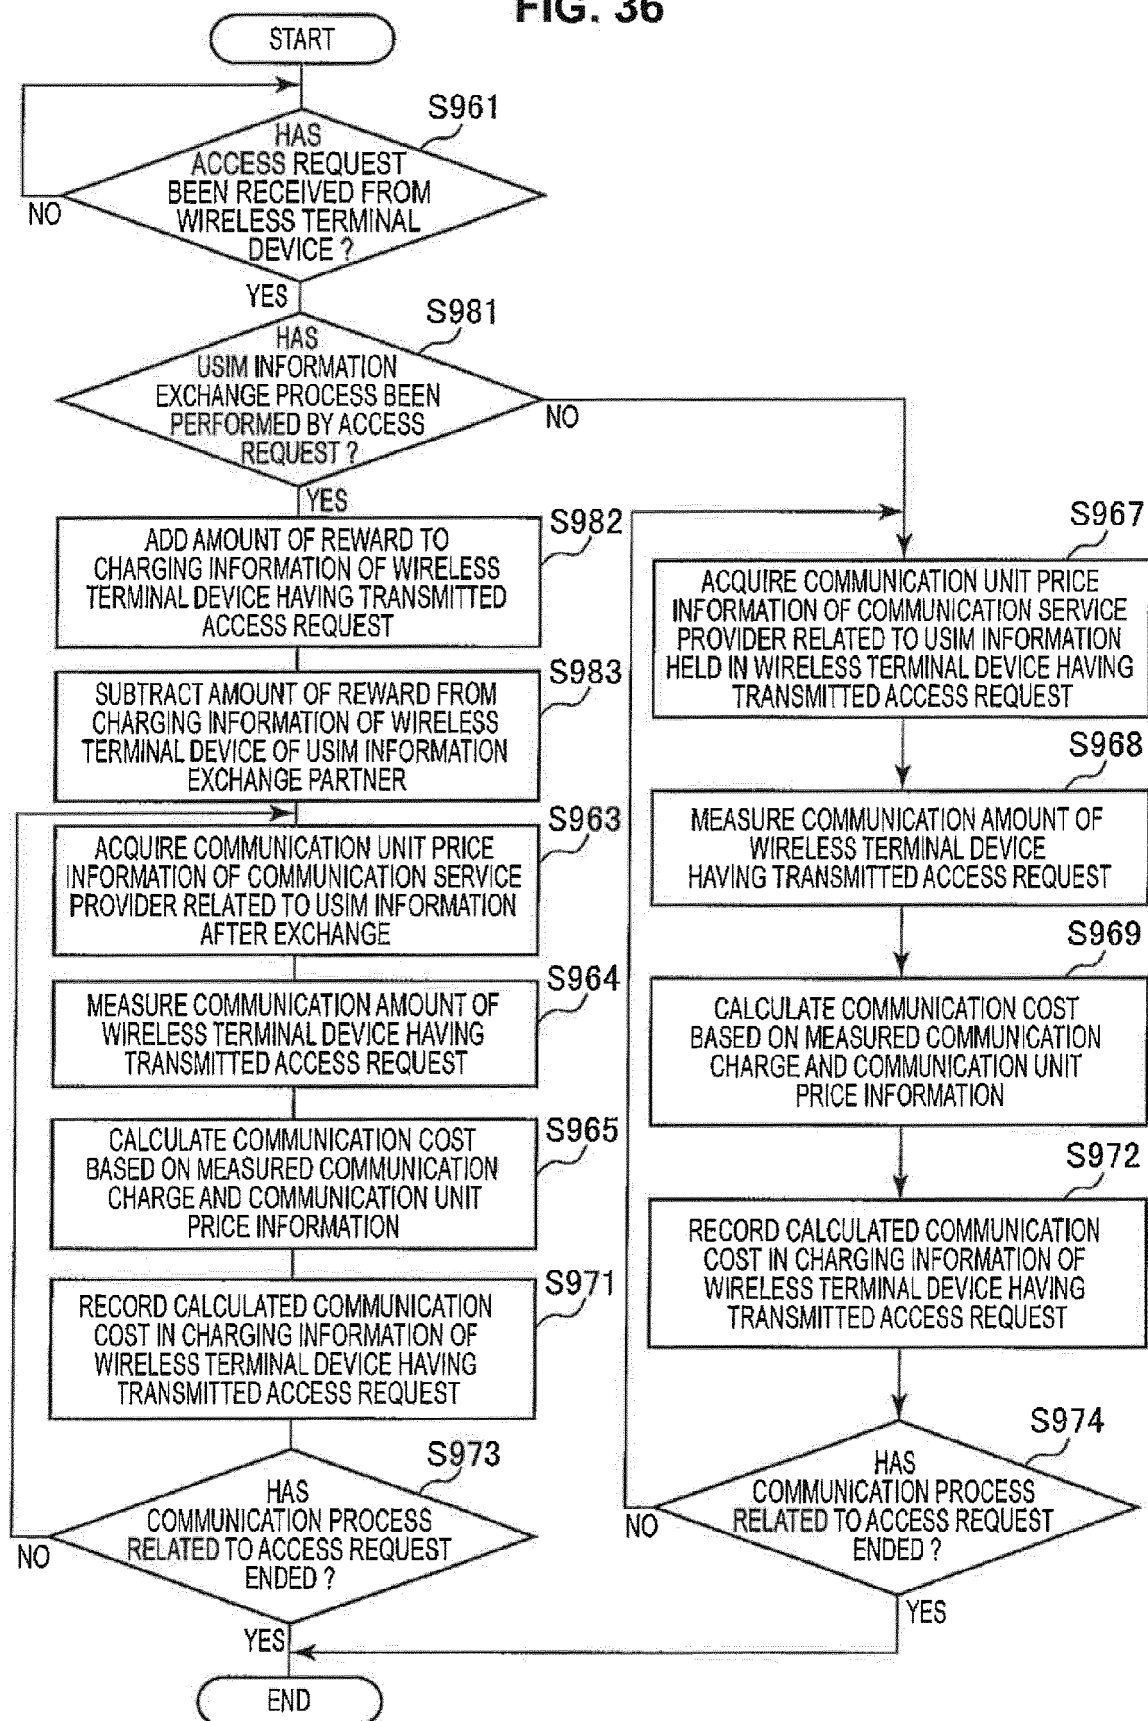 FIG. 36
START
S961
HAS
ACCESS REQUEST
BEEN RECEIVED FROM
WIRELESS TERMINAL
DEVICE ?
NO
YES
S981
HAS
USIM INFORMATION
EXCHANGE PROCESS BEEN
PERFORMED BY ACCESS
REQUEST ?
NO
YES
S982
ADD AMOUNT OF REWARD TO
CHARGING INFORMATION OF WIRELESS
TERMINAL DEVICE HAVING TRANSMITTED
ACCESS REQUEST
S983
SUBTRACT AMOUNT OF REWARD FROM
CHARGING INFORMATION OF WIRELESS
TERMINAL DEVICE OF USIM INFORMATION
EXCHANGE PARTNER
S963
ACQUIRE COMMUNICATION UNIT PRICE
INFORMATION OF COMMUNICATION SERVICE
PROVIDER RELATED TO USIM INFORMATION
AFTER EXCHANGE
S964
MEASURE COMMUNICATION AMOUNT OF
WIRELESS TERMINAL DEVICE HAVING
TRANSMITTED ACCESS REQUEST
S965
CALCULATE COMMUNICATION COST
BASED ON MEASURED COMMUNICATION
CHARGE AND COMMUNICATION UNIT
PRICE INFORMATION
S971
RECORD CALCULATED COMMUNICATION
COST IN CHARGING INFORMATION OF
WIRELESS TERMINAL DEVICE HAVING
TRANSMITTED ACCESS REQUEST
S973
HAS
COMMUNICATION PROCESS
RELATED TO ACCESS REQUEST
ENDED ?
NO
YES
S967
ACQUIRE COMMUNICATION UNIT PRICE
INFORMATION OF COMMUNICATION SERVICE
PROVIDER RELATED TO USIM INFORMATION
HELD IN WIRELESS TERMINAL DEVICE HAVING
TRANSMITTED ACCESS REQUEST
S968
MEASURE COMMUNICATION AMOUNT OF
WIRELESS TERMINAL DEVICE
HAVING TRANSMITTED ACCESS REQUEST
S969
CALCULATE COMMUNICATION COST
BASED ON MEASURED COMMUNICATION
CHARGE AND COMMUNICATION UNIT
PRICE INFORMATION
S972
RECORD CALCULATED COMMUNICATION
COST IN CHARGING INFORMATION OF
WIRELESS TERMINAL DEVICE HAVING
TRANSMITTED ACCESS REQUEST
S974
HAS
COMMUNICATION PROCESS
RELATED TO ACCESS REQUEST
ENDED ?
NO
YES
END